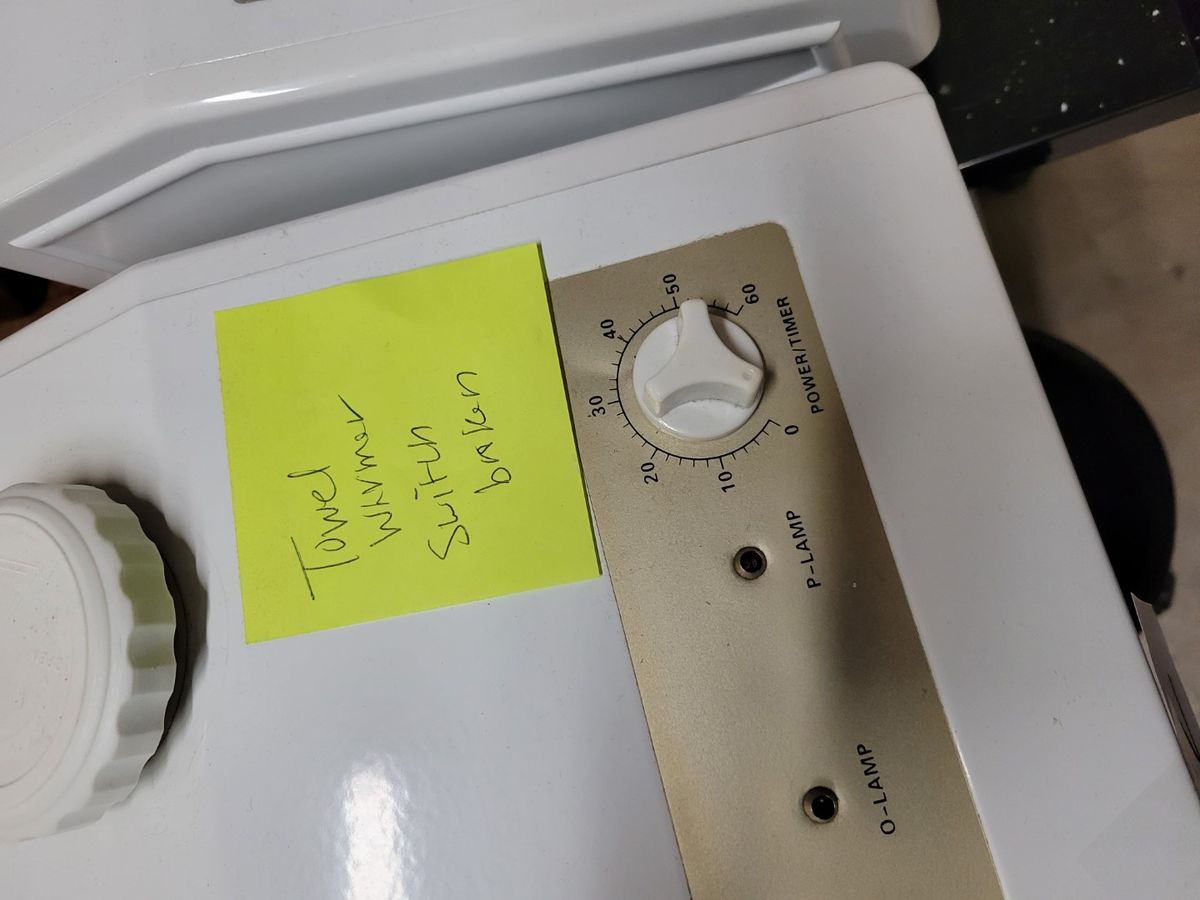 Towel
Warmer
Switch
broken
60
50
40
30
20
10
0
POWER/TIMER
P-LAMP
O-LAMP